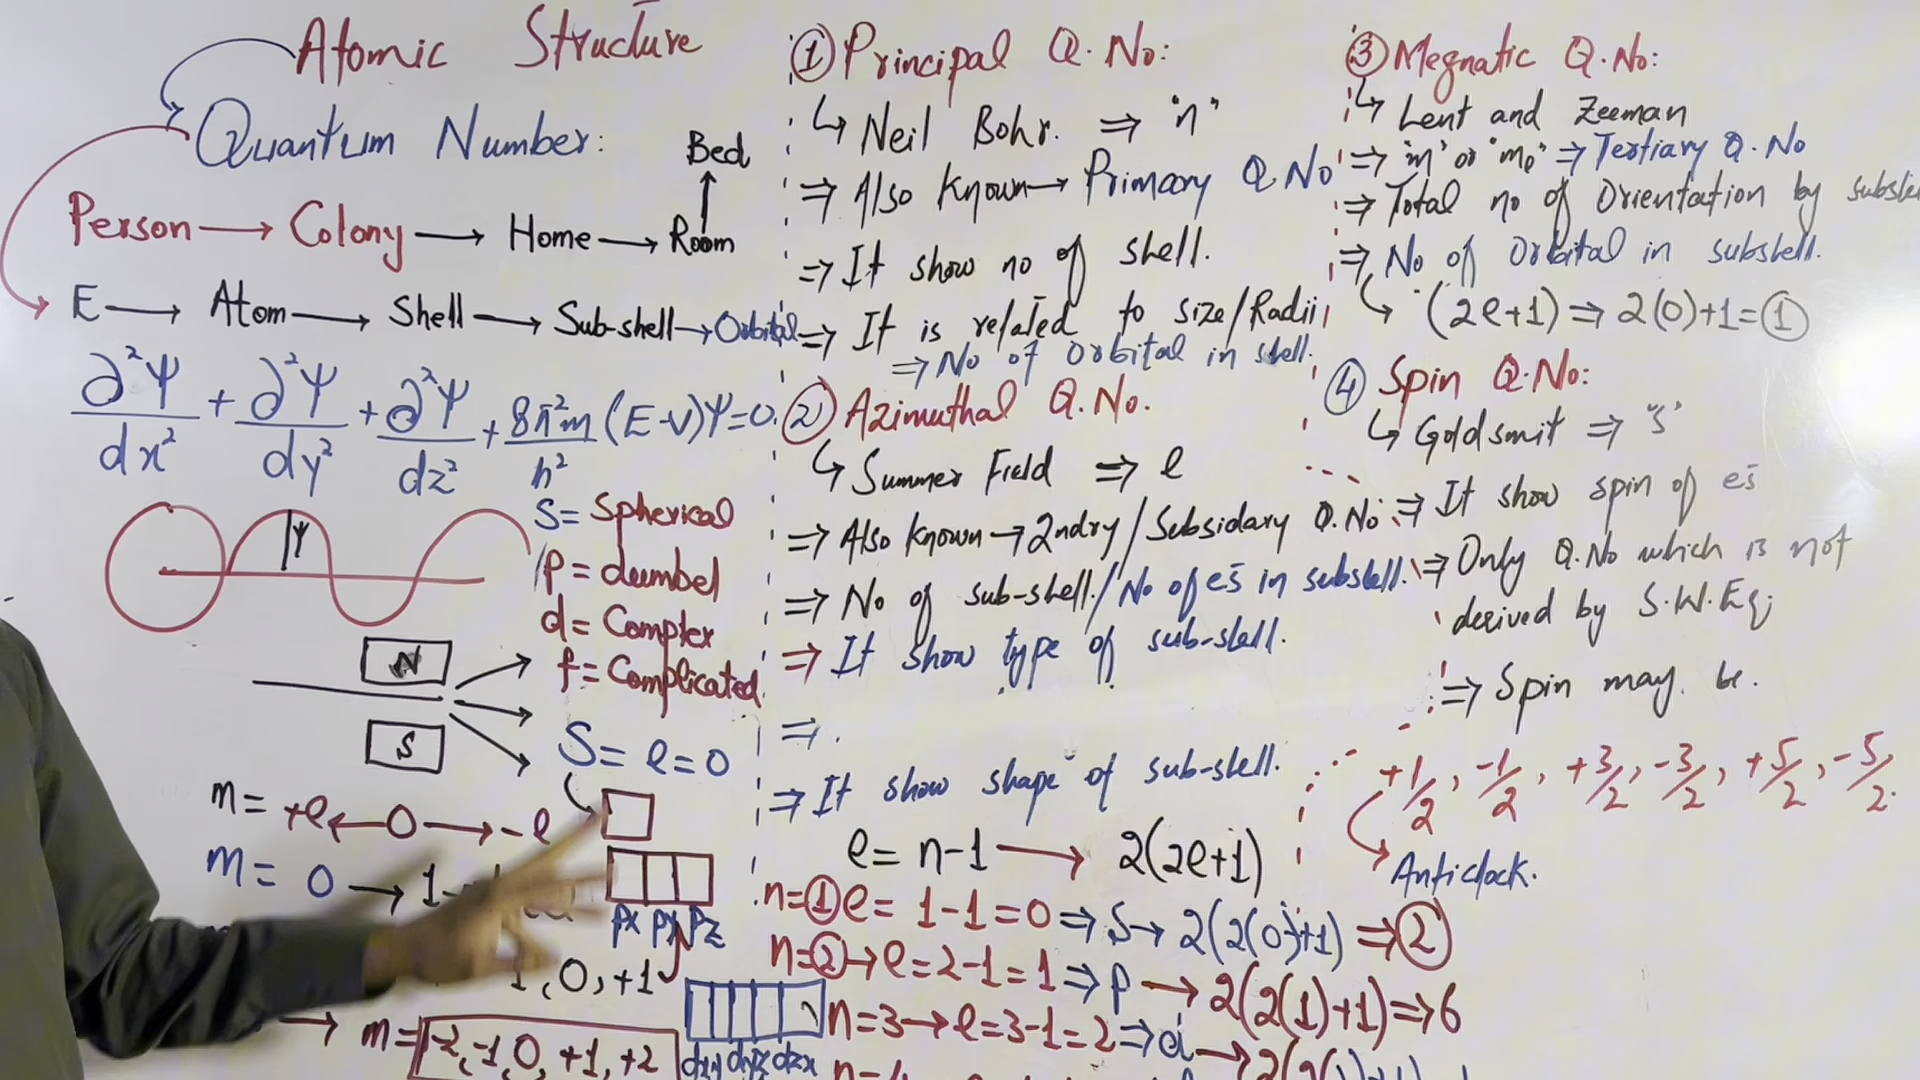 Atomic Structure
Quantum Number:
Bed
Person → Colony → Home → Room
E → Atom → Shell → Sub-shell → Orbital
∂²Ψ/dx² + ∂²Ψ/dy² + ∂²Ψ/dz² + 8π²m/h² (E-V)Ψ=0
Ψ
S= Spherical
p= dumbel
d= Complex
f= Complicated
N
S
S= l=0
m= +l ← 0 → -l
m= 0 → 1
px py pz
1, 0, +1
→ m= -2, -1, 0, +1, +2
dxy dyz dzx
① Principal Q.No:
↳ Neil Bohr. ⇒ "n"
⇒ Also Known → Primary Q.No
⇒ It show no of shell.
⇒ It is related to size/Radii
⇒ No of Orbital in shell.
② Azimuthal Q.No.
↳ Summer Field ⇒ l
⇒ Also Known → 2ndry/Subsidary Q.No
⇒ No of sub-shell./No of es̄ in subshell.
⇒ It show type of sub-shell.
⇒ .
⇒ It show shape of sub-shell.
l= n-1 → 2(2l+1)
n=① l= 1-1=0 ⇒ S → 2(2(0)+1) ⇒ ②
n=② → l=2-1=1 ⇒ p → 2(2(1)+1) ⇒ 6
n=3 → l=3-1=2 ⇒ d →
③ Megnatic Q.No:
↳ Lent and Zeeman
⇒ "m" or "ml" ⇒ Tertiary Q.No
⇒ Total no of Orientation by
⇒ No of Orbital in subshell.
↳ (2l+1) ⇒ 2(0)+1=①
④ Spin Q.No:
↳ Goldsmit ⇒ "S"
⇒ It show spin of es̄
⇒ Only Q.No which is not
derived by S.W.Eq;
⇒ Spin may be.
+1/2, -1/2, +3/2, -3/2, +5/2, -5/2.
Anticlock.